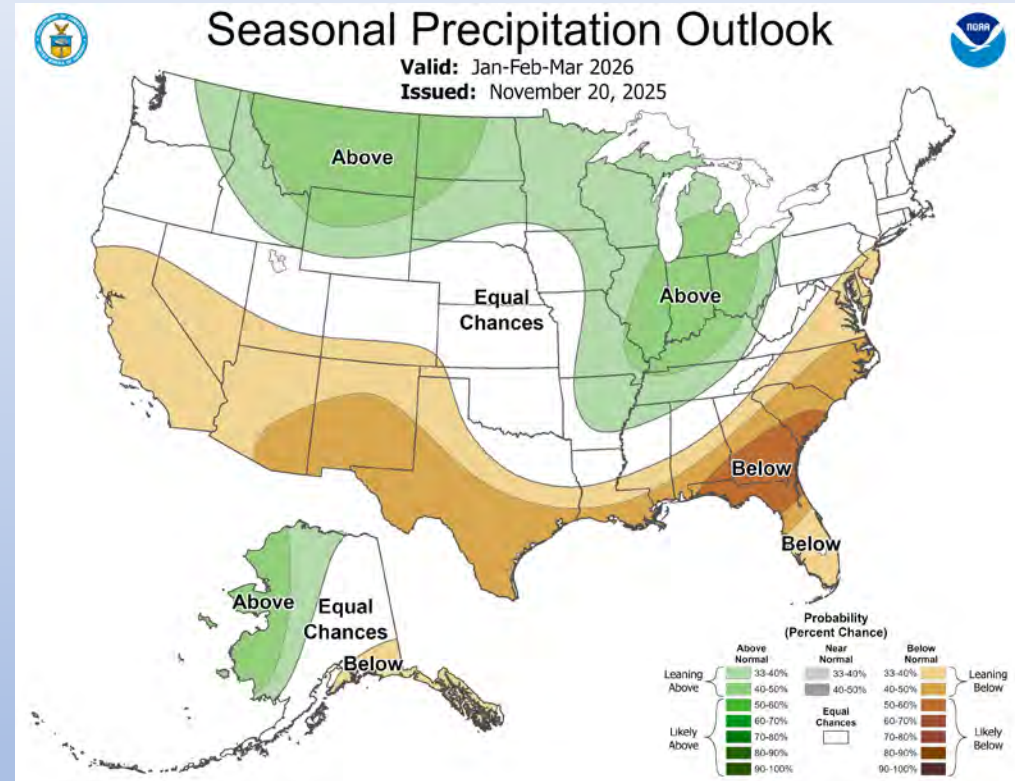 Seasonal Precipitation Outlook
Valid: Jan-Feb-Mar 2026
Issued: November 20, 2025
NOAA
Above
Equal
Chances
Above
Below
Below
Above
Equal
Chances
Below
Probability
(Percent Chance)
Above
Normal
Near
Normal
Below
Normal
Leaning
Above
33-40%
33-40%
33-40%
Leaning
Below
40-50%
40-50%
40-50%
Likely
Above
50-60%
Equal
Chances
50-60%
Likely
Below
60-70%
60-70%
70-80%
70-80%
80-90%
80-90%
90-100%
90-100%